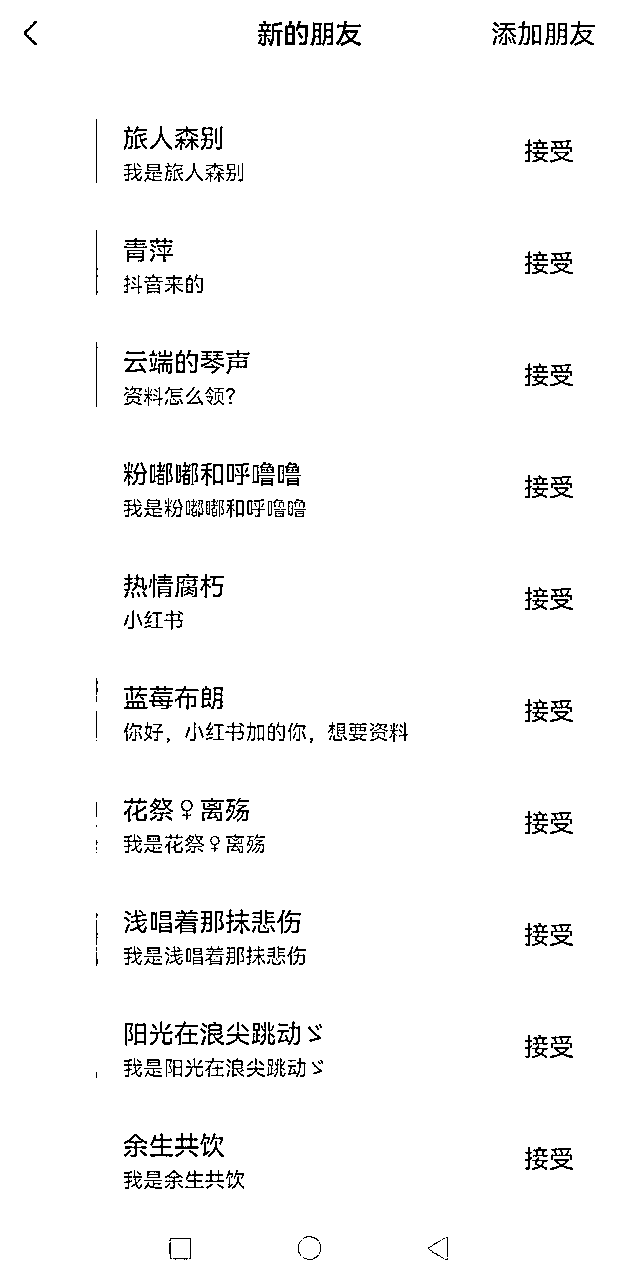 新的朋友 添加朋友
旅人森别
我是旅人森别
接受
青萍
抖音来的
接受
云端的琴声
资料怎么领?
接受
粉嘟嘟和呼噜噜
我是粉嘟嘟和呼噜噜
接受
热情腐朽
小红书
接受
蓝莓布朗
你好，小红书加的你，想要资料
接受
花祭♀离殇
我是花祭♀离殇
接受
浅唱着那抹悲伤
我是浅唱着那抹悲伤
接受
阳光在浪尖跳动ゞ
我是阳光在浪尖跳动ゞ
接受
余生共饮
我是余生共饮
接受